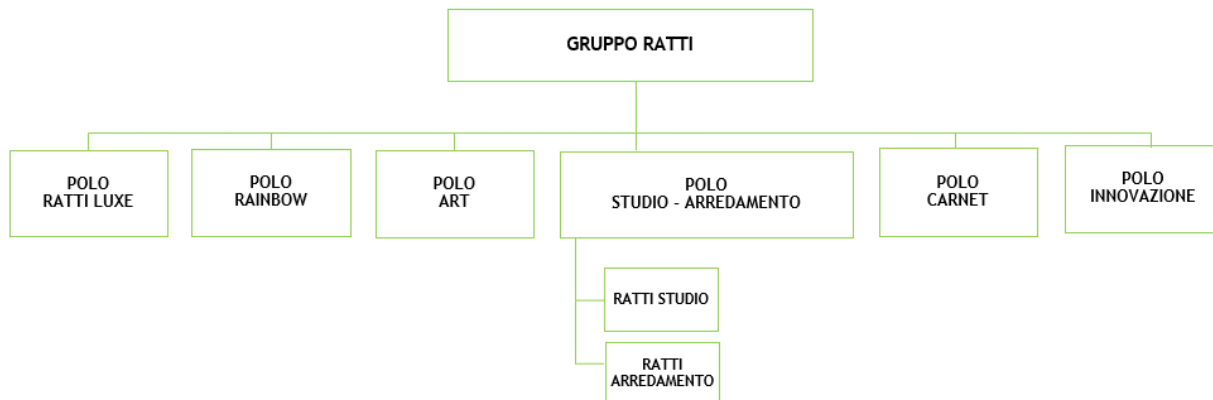 GRUPPO RATTI
POLO
RATTI LUXE
POLO
RAINBOW
POLO
ART
POLO
STUDIO - ARREDAMENTO
POLO
CARNET
POLO
INNOVAZIONE
RATTI STUDIO
RATTI
ARREDAMENTO